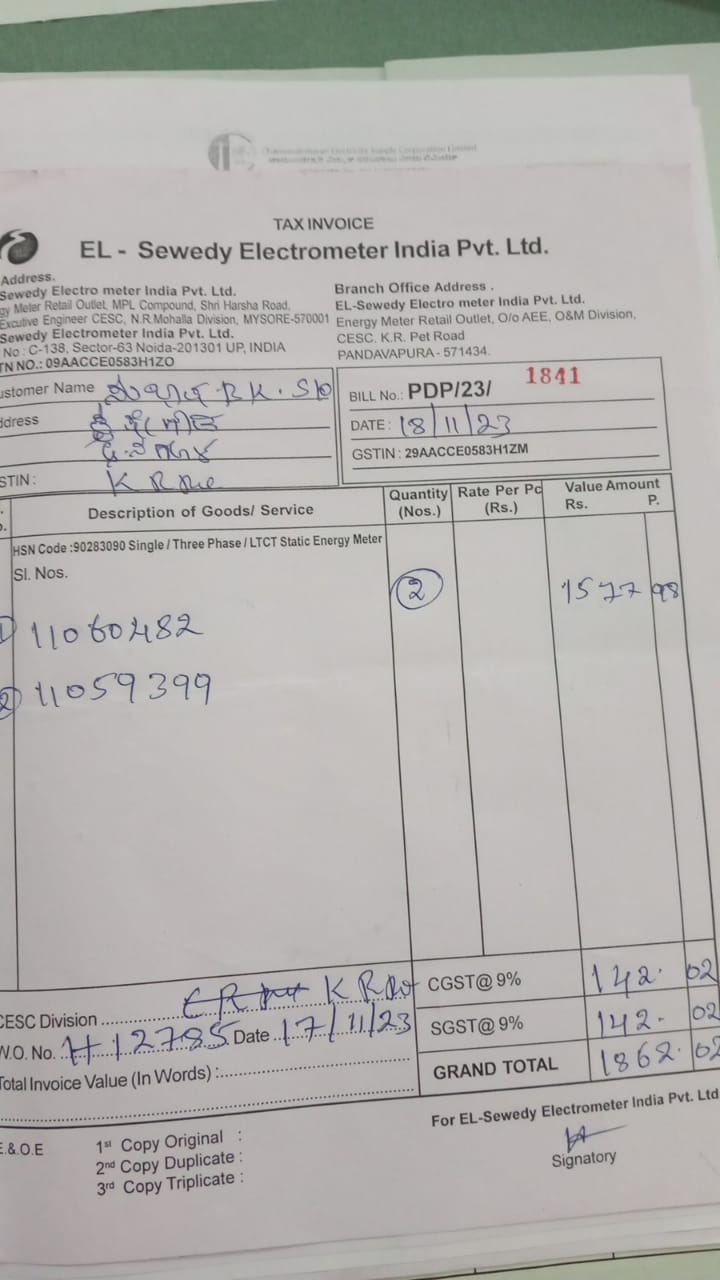 TAX INVOICE
EL - Sewedy Electrometer India Pvt. Ltd.
Address.
Sewedy Electro meter India Pvt. Ltd.
gy Meter Retail Outlet, MPL Compound, Shri Harsha Road,
Excutive Engineer CESC, N.R.Mohalla Division, MYSORE-570001
Sewedy Electrometer India Pvt. Ltd.
No : C-138, Sector-63 Noida-201301 UP, INDIA
TN NO.: 09AACCE0583H1ZO
Branch Office Address .
EL-Sewedy Electro meter India Pvt. Ltd.
Energy Meter Retail Outlet, O/o AEE, O&M Division,
CESC. K.R. Pet Road
PANDAVAPURA - 571434.
ustomer Name
ddress
STIN :
BILL No.: PDP/23/ 1841
DATE : 18/11/23
GSTIN : 29AACCE0583H1ZM
Description of Goods/ Service
Quantity (Nos.)
Rate Per Pc (Rs.)
Value Amount
Rs. P.
HSN Code :90283090 Single / Three Phase / LTCT Static Energy Meter
Sl. Nos.
2 1577 98
1) 11060482
2) 11059399
CESC Division
W.O. No. H12785 Date 17/11/23
Total Invoice Value (In Words) :
CGST@ 9% 142. 02
SGST@ 9% 142. 02
GRAND TOTAL 1862. 02
For EL-Sewedy Electrometer India Pvt. Ltd
Signatory
E.&.O.E
1st Copy Original :
2nd Copy Duplicate :
3rd Copy Triplicate :